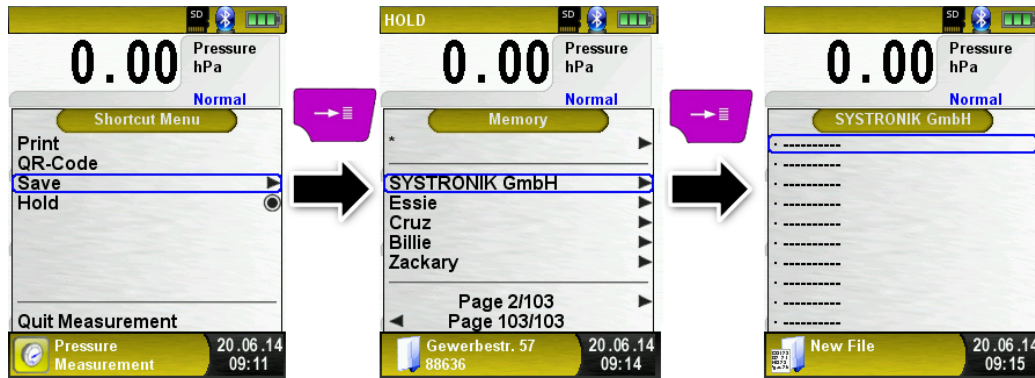 SD
0.00 Pressure
hPa
Normal
Shortcut Menu
Print
QR-Code
Save
Hold
Quit Measurement
Pressure
Measurement
20.06.14
09:11
HOLD
SD
0.00 Pressure
hPa
Normal
Memory
*
SYSTRONIK GmbH
Essie
Cruz
Billie
Zackary
Page 2/103
Page 103/103
Gewerbestr. 57
88636
20.06.14
09:14
SD
0.00 Pressure
hPa
Normal
SYSTRONIK GmbH
· -----------
· -----------
· -----------
· -----------
· -----------
· -----------
· -----------
· -----------
· -----------
· -----------
New File
20.06.14
09:15